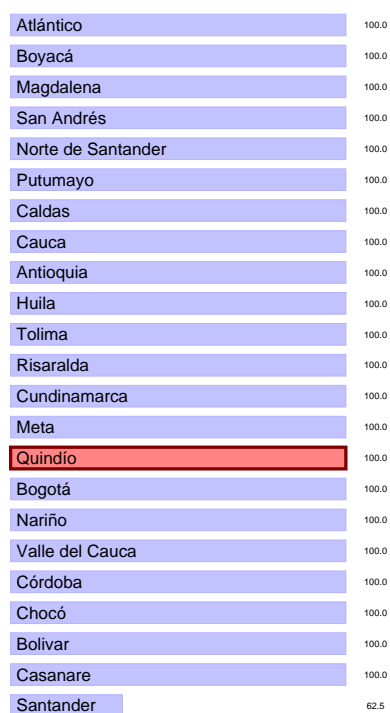 Atlántico 100.0
Boyacá 100.0
Magdalena 100.0
San Andrés 100.0
Norte de Santander 100.0
Putumayo 100.0
Caldas 100.0
Cauca 100.0
Antioquia 100.0
Huila 100.0
Tolima 100.0
Risaralda 100.0
Cundinamarca 100.0
Meta 100.0
Quindío 100.0
Bogotá 100.0
Nariño 100.0
Valle del Cauca 100.0
Córdoba 100.0
Chocó 100.0
Bolivar 100.0
Casanare 100.0
Santander 62.5